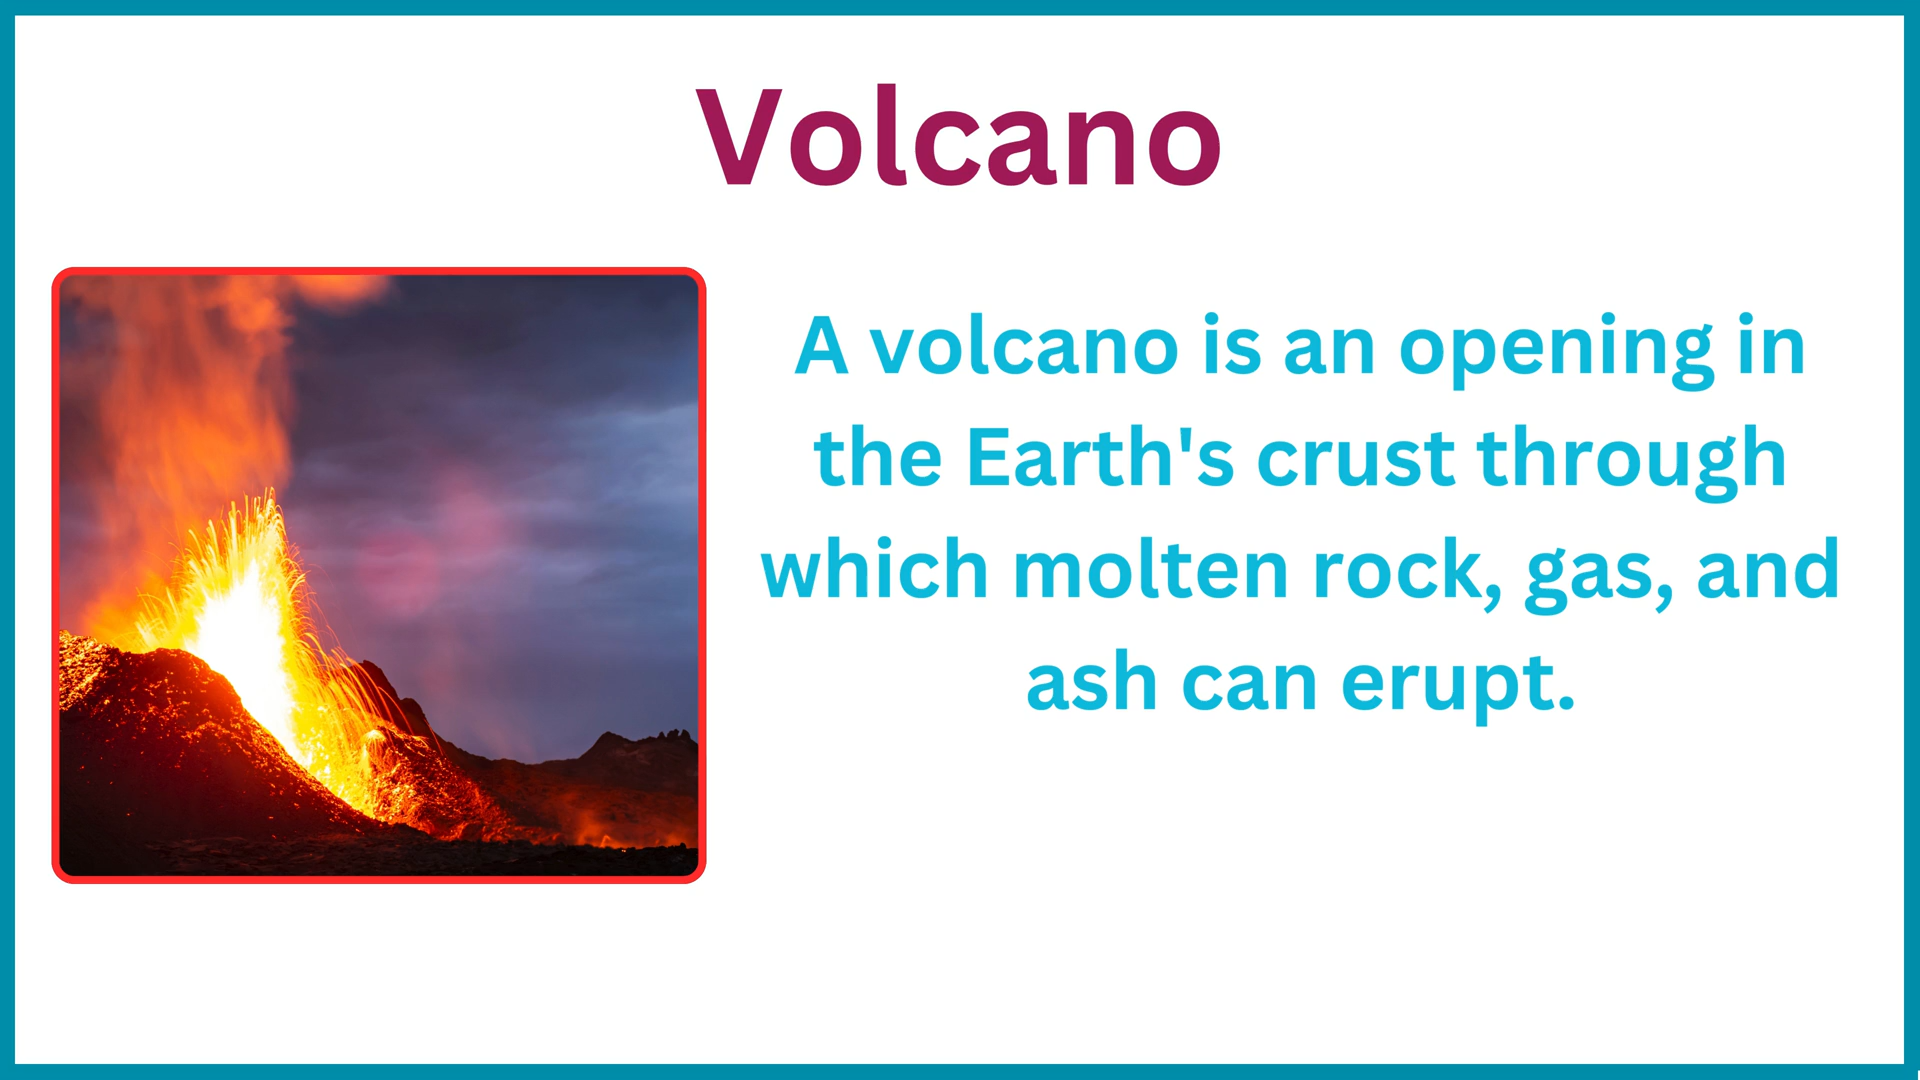 Volcano
A volcano is an opening in
the Earth's crust through
which molten rock, gas, and
ash can erupt.